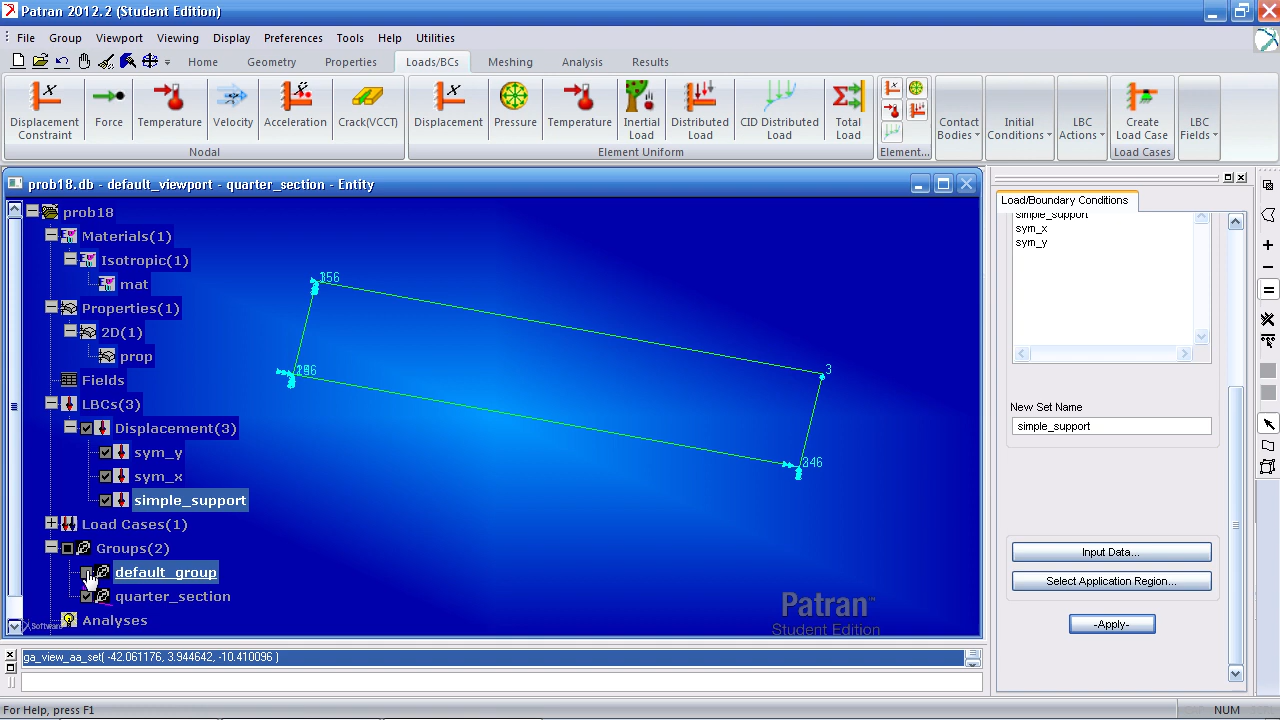 Patran 2012.2 (Student Edition)
File Group Viewport Viewing Display Preferences Tools Help Utilities
Home Geometry Properties Loads/BCs Meshing Analysis Results
Displacement Constraint
Force
Temperat
elocity
Acceleration
Crack(VCCT)
Displacement
Pressure
Temperature
Inertial Load
Distributed Load
CID Distributed Load
Total Load
Contact Bodies
Initial Conditions
LBC Actions
Create Load Case
LBC Fields
Nodal
Element Uniform
Element...
Load Cases
prob18.db - default_viewport - quarter_section - Entity
prob18
Materials(1)
Isotropic(1)
mat
Properties(1)
2D(1)
prop
Fields
LBCs(3)
Displacement(3)
sym_y
sym_x
simple_support
Load Cases(1)
Groups(2)
default_group
quarter_section
Analyses
Software
3
Patran™
Student Edition
Load/Boundary Conditions
simple_support
sym_x
sym_y
New Set Name
simple_support
Input Data...
Select Application Region...
-Apply-
ga_view_aa_set( -42.061176, 3.944642, -10.410096 )
For Help, press F1
NUM